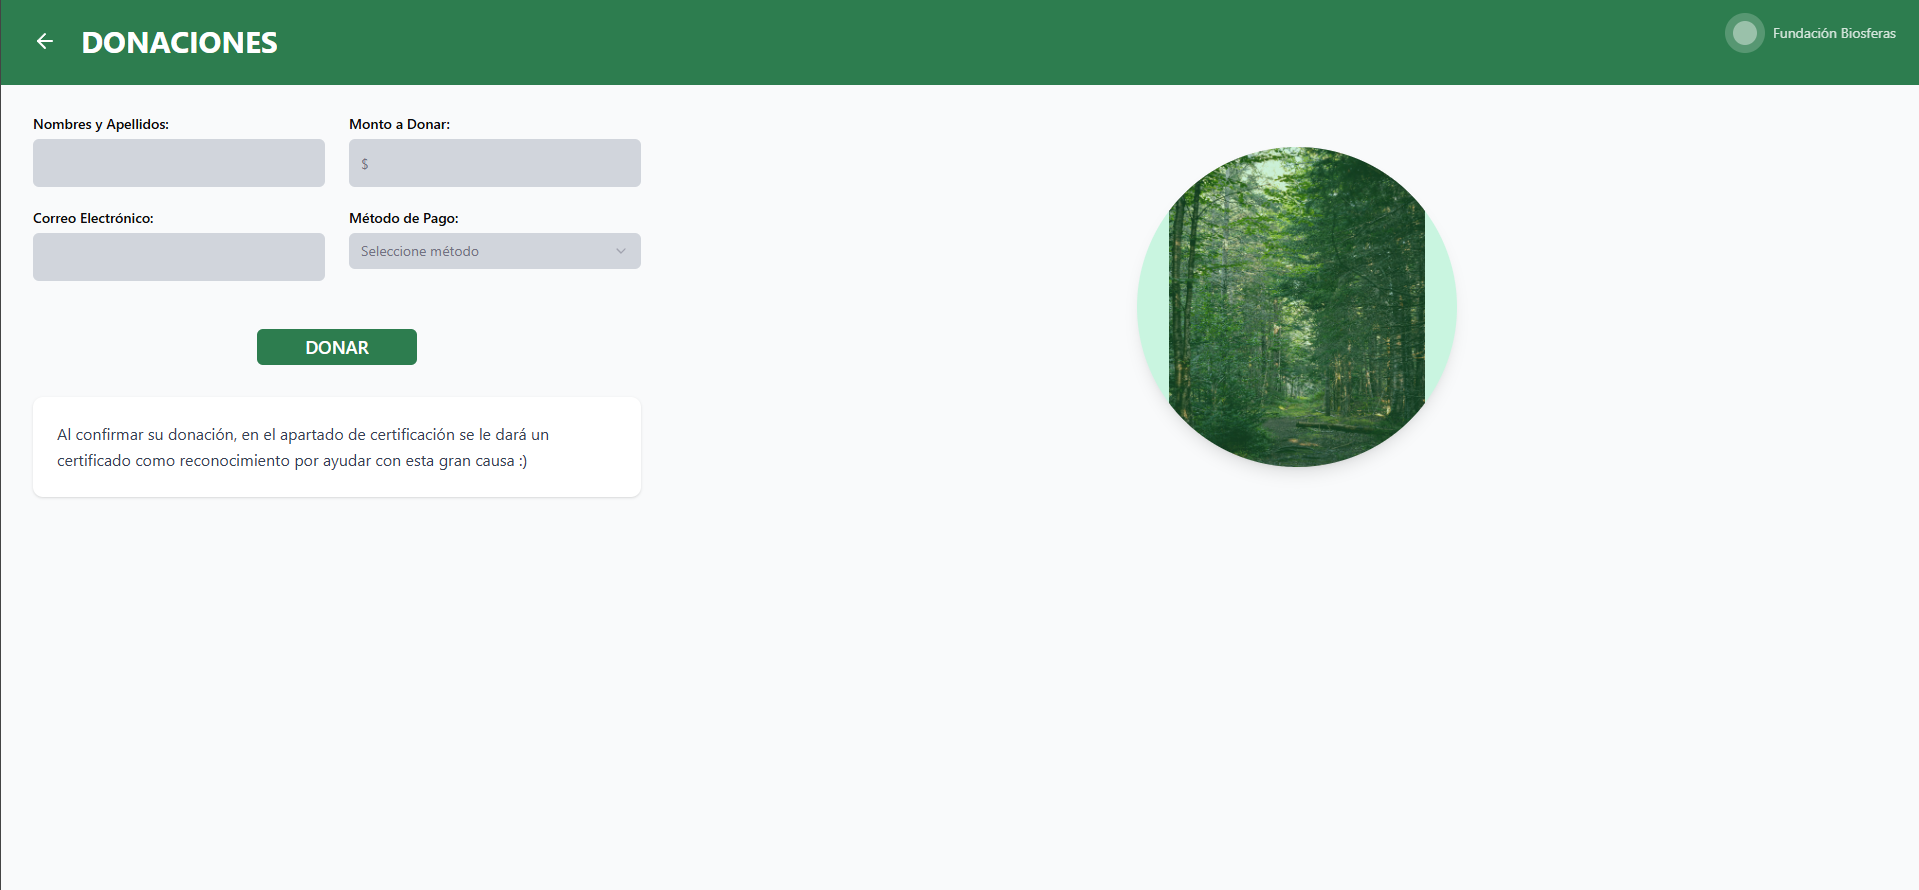 DONACIONES
Fundación Biosferas
Nombres y Apellidos:
Monto a Donar:
$
Correo Electrónico:
Método de Pago:
Seleccione método
DONAR
Al confirmar su donación, en el apartado de certificación se le dará un
certificado como reconocimiento por ayudar con esta gran causa :)